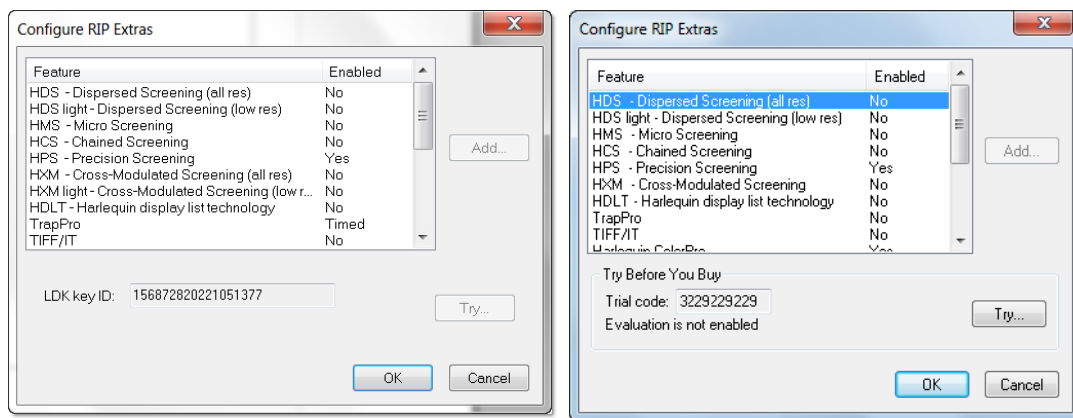 Configure RIP Extras
Feature Enabled
HDS - Dispersed Screening (all res) No
HDS light - Dispersed Screening (low res) No
HMS - Micro Screening No
HCS - Chained Screening No
HPS - Precision Screening Yes
HXM - Cross-Modulated Screening (all res) No
HXM light - Cross-Modulated Screening (low r... No
HDLT - Harlequin display list technology No
TrapPro Timed
TIFF/IT No
Add...
LDK key ID: 156872820221051377
Try...
OK Cancel
Configure RIP Extras
Feature Enabled
HDS - Dispersed Screening (all res) No
HDS light - Dispersed Screening (low res) No
HMS - Micro Screening No
HCS - Chained Screening No
HPS - Precision Screening Yes
HXM - Cross-Modulated Screening No
HDLT - Harlequin display list technology No
TrapPro No
TIFF/IT No
Harlequin ColorPro Yes
Add...
Try Before You Buy
Trial code: 3229229229
Try...
Evaluation is not enabled
OK Cancel